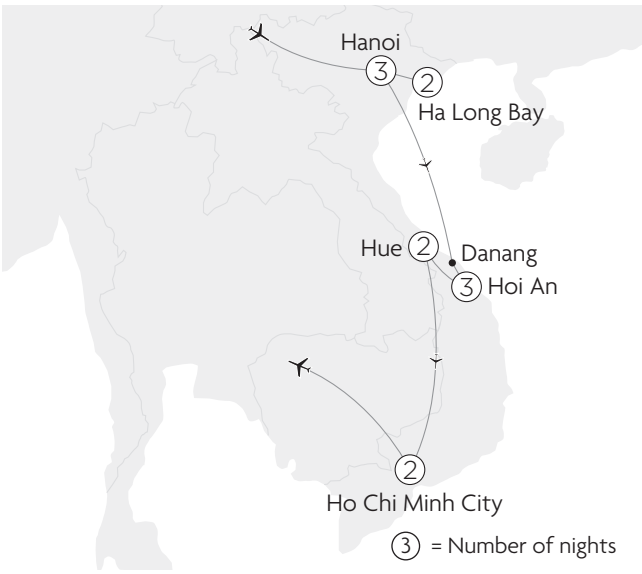 Hanoi
3
2
Ha Long Bay
Hue 2
Danang
3 Hoi An
2
Ho Chi Minh City
3 = Number of nights